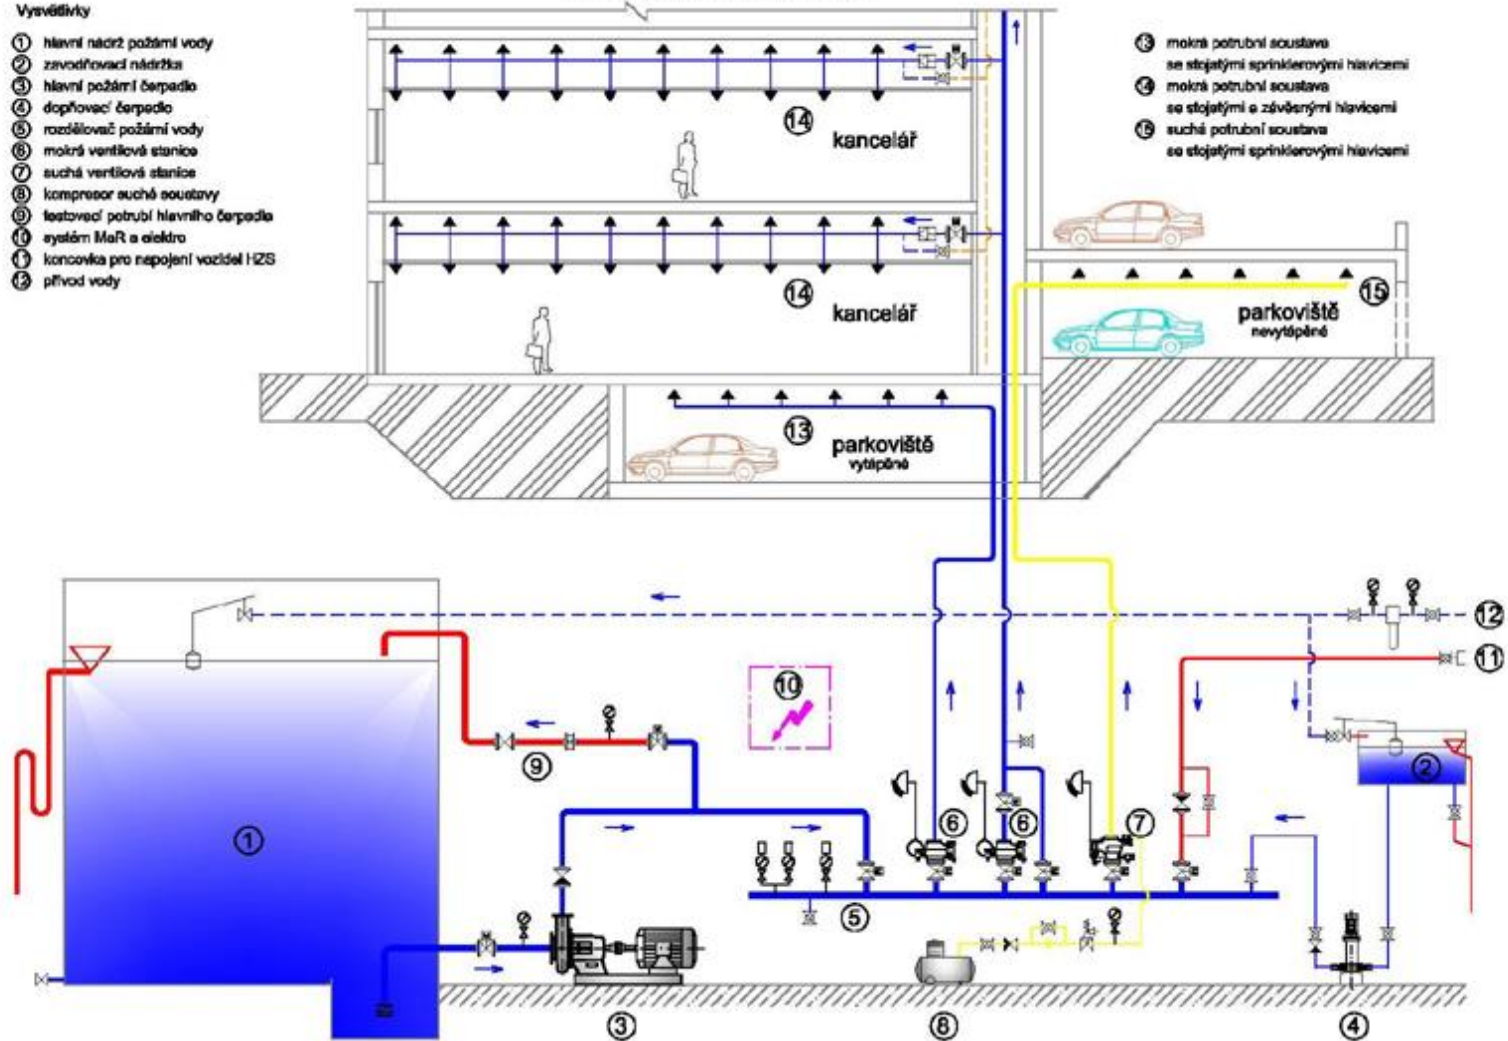 Vysvětlivky
① hlavní nádrž požární vody
② zavodňovací nádržka
③ hlavní požární čerpadlo
④ doplňovací čerpadlo
⑤ rozdělovač požární vody
⑥ mokrá ventilová stanice
⑦ suchá ventilová stanice
⑧ kompresor suché soustavy
⑨ testovací potrubí hlavního čerpadla
⑩ systém MaR a elektro
⑪ koncovka pro napojení vozidel HZS
⑫ přívod vody
⑬ mokrá potrubní soustava
se stojatými sprinklerovými hlavicemi
⑭ mokrá potrubní soustava
se stojatými a závěsnými hlavicemi
⑮ suchá potrubní soustava
se stojatými sprinklerovými hlavicemi
⑭
kancelář
⑭
kancelář
⑮
parkoviště
nevytápěné
⑬
parkoviště
vytápěné
⑫
⑪
⑩
②
⑨
①
⑥
⑥
⑦
⑤
③
⑧
④